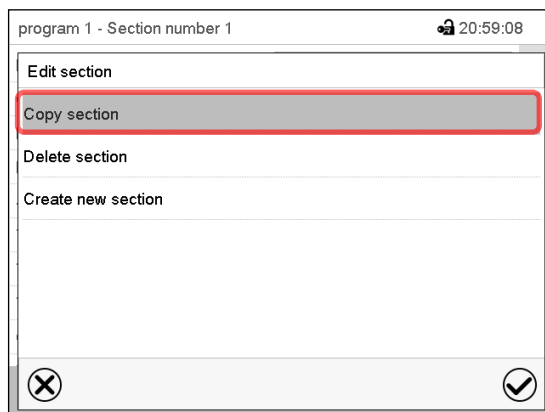 program 1 - Section number 1 20:59:08
Edit section
Copy section
Delete section
Create new section